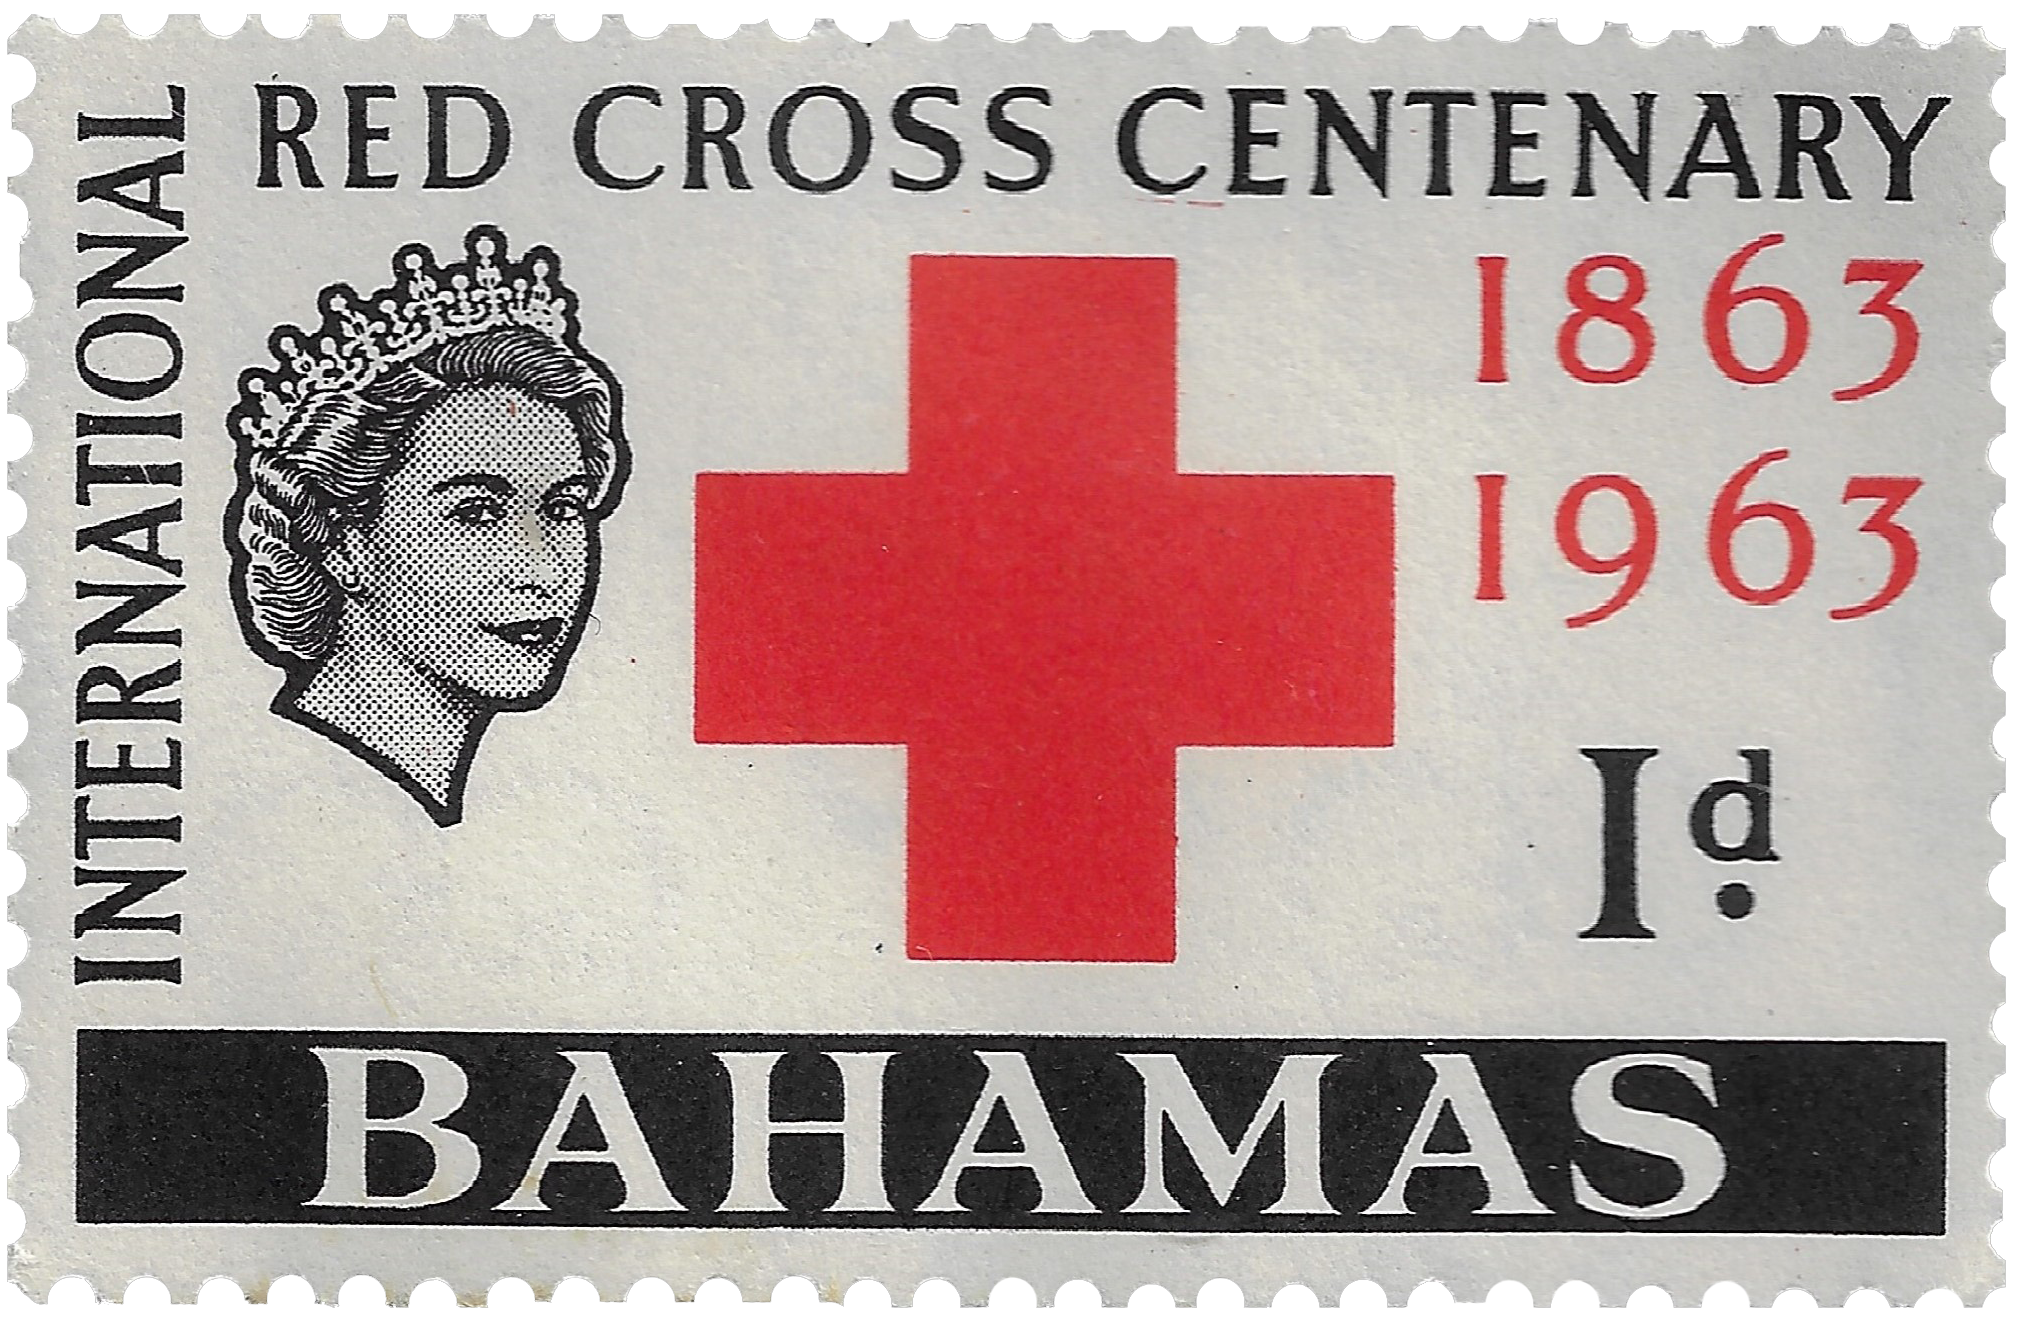 INTERNATIONAL
RED CROSS CENTENARY
1863
1963
1d.
BAHAMAS